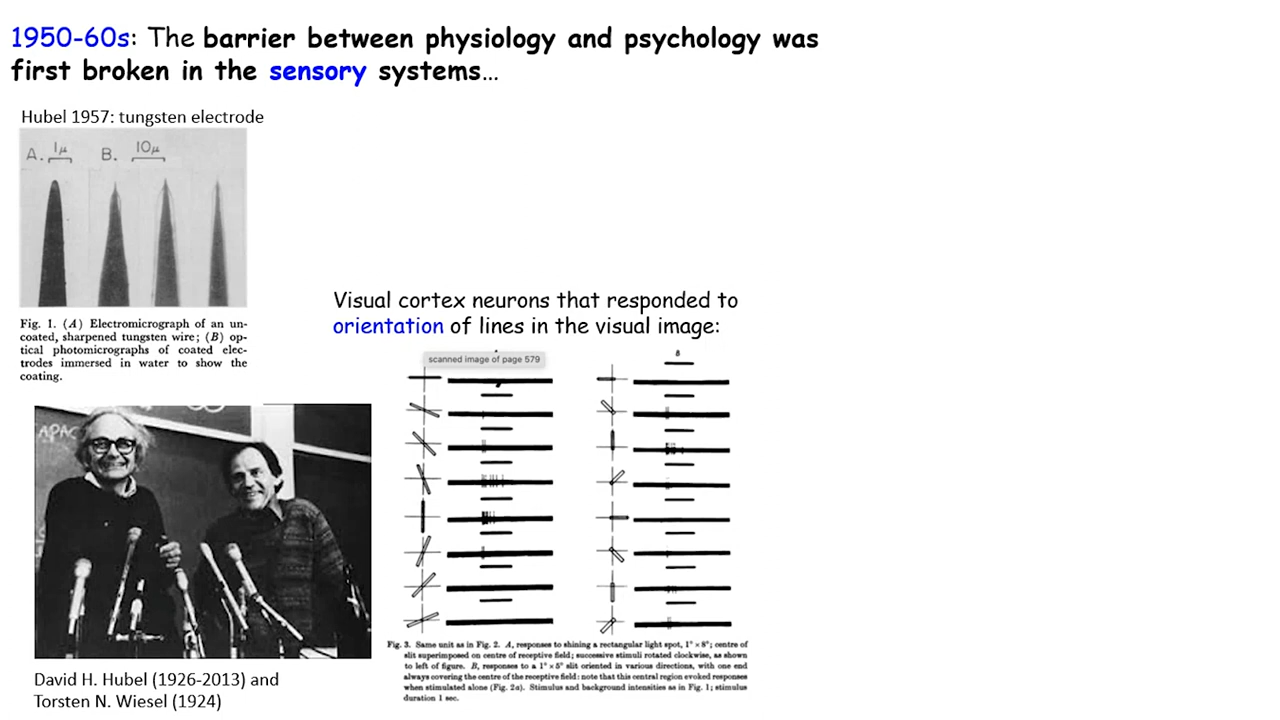 1950-60s: The barrier between physiology and psychology was
first broken in the sensory systems…
Hubel 1957: tungsten electrode
A. 1μ B. 10μ
Fig. 1. (A) Electromicrograph of an un-
coated, sharpened tungsten wire; (B) op-
tical photomicrographs of coated elec-
trodes immersed in water to show the
coating.
APAC
David H. Hubel (1926-2013) and
Torsten N. Wiesel (1924)
Visual cortex neurons that responded to
orientation of lines in the visual image:
scanned image of page 579
B
Fig. 3. Same unit as in Fig. 2. A, responses to shining a rectangular light spot, 1° × 8°; centre of
slit superimposed on centre of receptive field; successive stimuli rotated clockwise, as shown
to left of figure. B, responses to a 1° × 5° slit oriented in various directions, with one end
always covering the centre of the receptive field: note that this central region evoked responses
when stimulated alone (Fig. 2a). Stimulus and background intensities as in Fig. 1; stimulus
duration 1 sec.